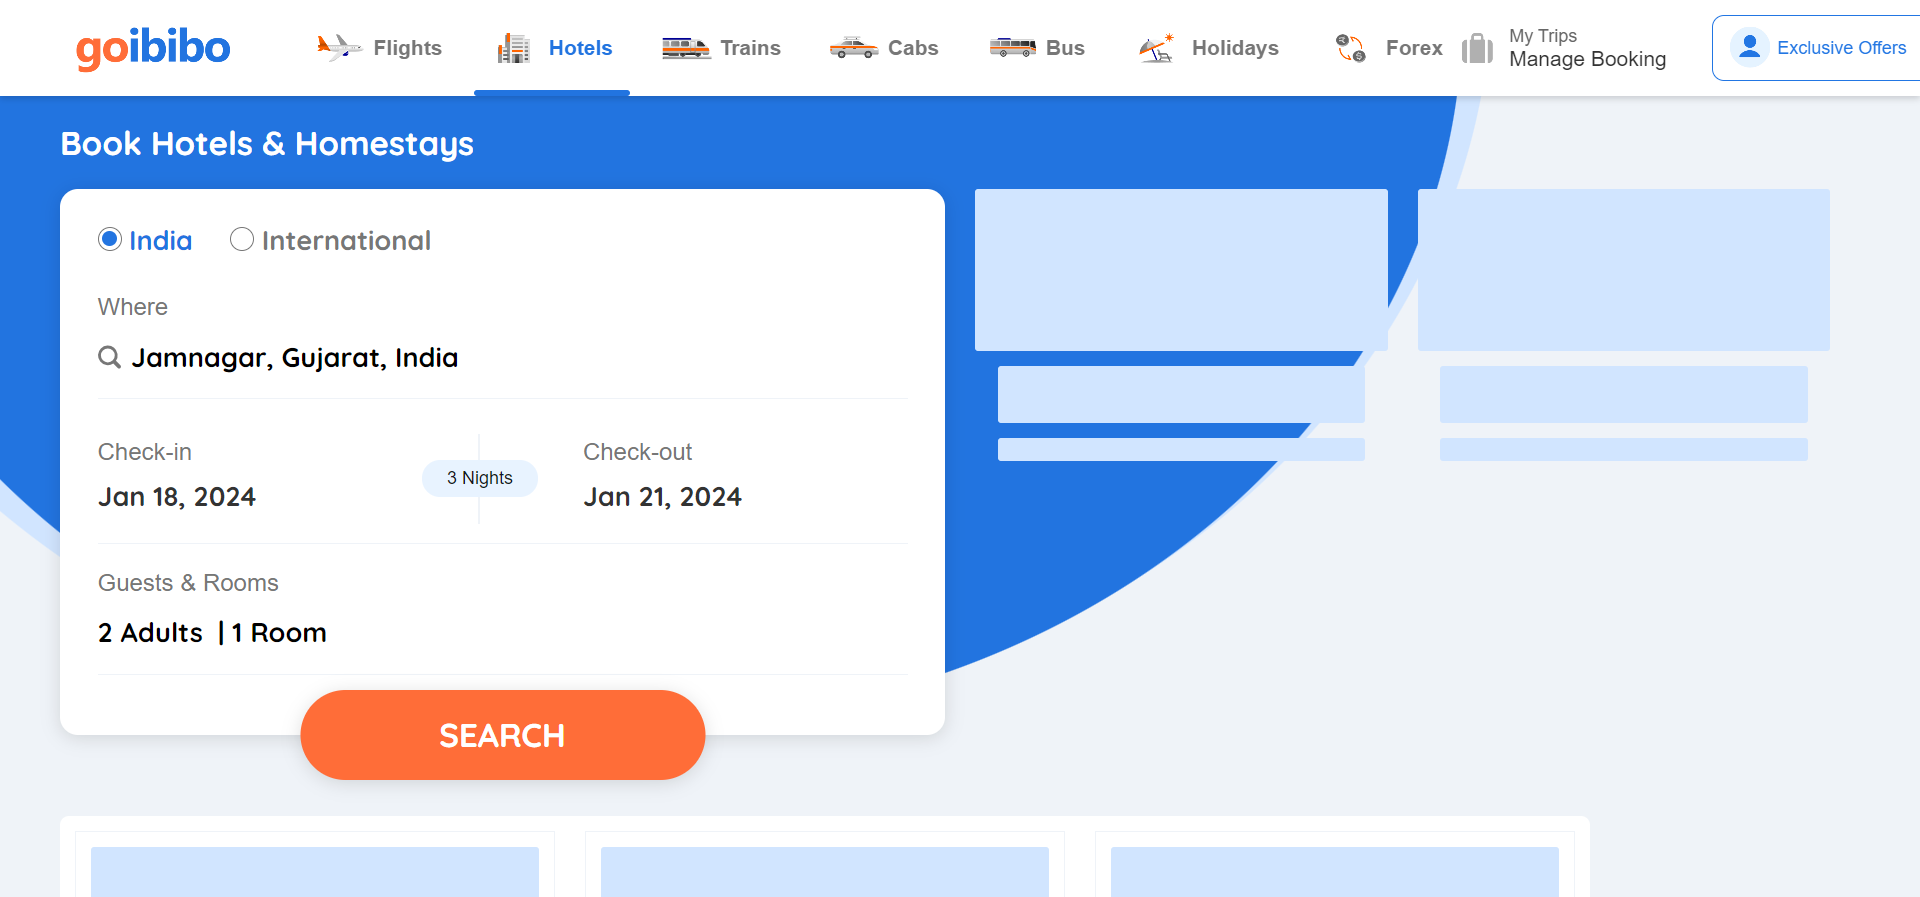 goibibo
Flights
Hotels
Trains
Cabs
Bus
Holidays
Forex
My Trips
Manage Booking
Exclusive Offers
Book Hotels & Homestays
India
International
Where
Jamnagar, Gujarat, India
Check-in
Jan 18, 2024
3 Nights
Check-out
Jan 21, 2024
Guests & Rooms
2 Adults | 1 Room
SEARCH